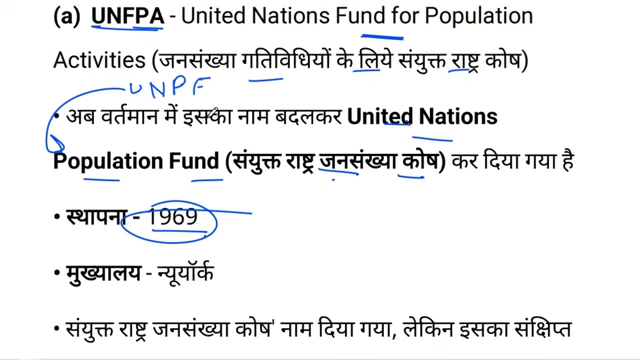 (a) UNFPA - United Nations Fund for Population
Activities (जनसंख्या गतिविधियों के लिये संयुक्त राष्ट्र कोष)
UNPF
• अब वर्तमान में इसका नाम बदलकर United Nations
Population Fund (संयुक्त राष्ट्र जनसंख्या कोष) कर दिया गया है
• स्थापना - 1969
• मुख्यालय - न्यूयॉर्क
• संयुक्त राष्ट्र जनसंख्या कोष' नाम दिया गया, लेकिन इसका संक्षिप्त